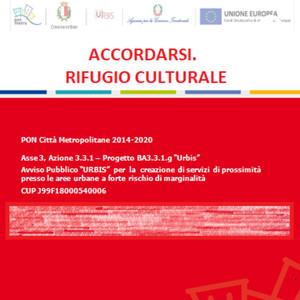 URBIS
UNIONE EUROPEA
ACCORDARSI.
RIFUGIO CULTURALE
PON Città Metropolitane 2014-2020
Asse 3, Azione 3.3.1 – Progetto BA3.3.1.g "Urbis"
Avviso Pubblico "URBIS" per la creazione di servizi di prossimità
presso le aree urbane a forte rischio di marginalità
CUP J99F18000540006